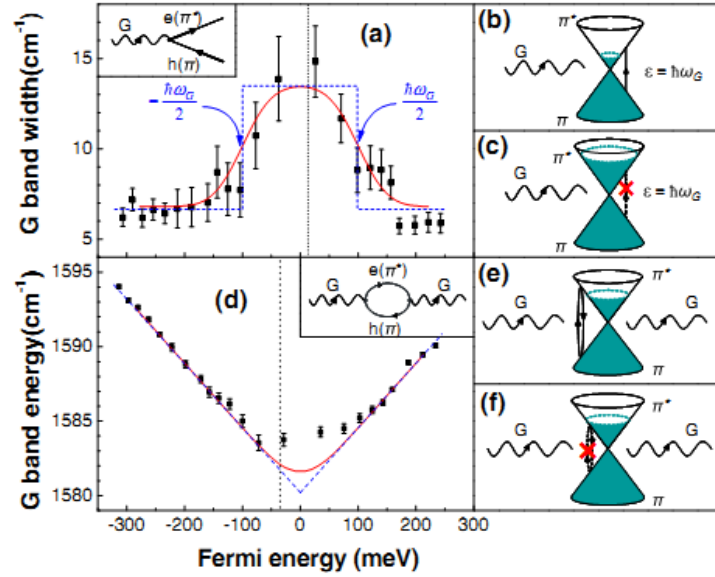 G e(π*)
h(π)
(a)
G band width(cm⁻¹)
15
10
5
-ħω_G/2
ħω_G/2
(b)
π*
G
ε = ħω_G
π
(c)
π*
G
ε = ħω_G
π
(d)
G band energy(cm⁻¹)
1595
1590
1585
1580
G e(π*) G
h(π)
-300 -200 -100 0 100 200 300
Fermi energy (meV)
(e)
π*
G G
π
(f)
π*
G G
π